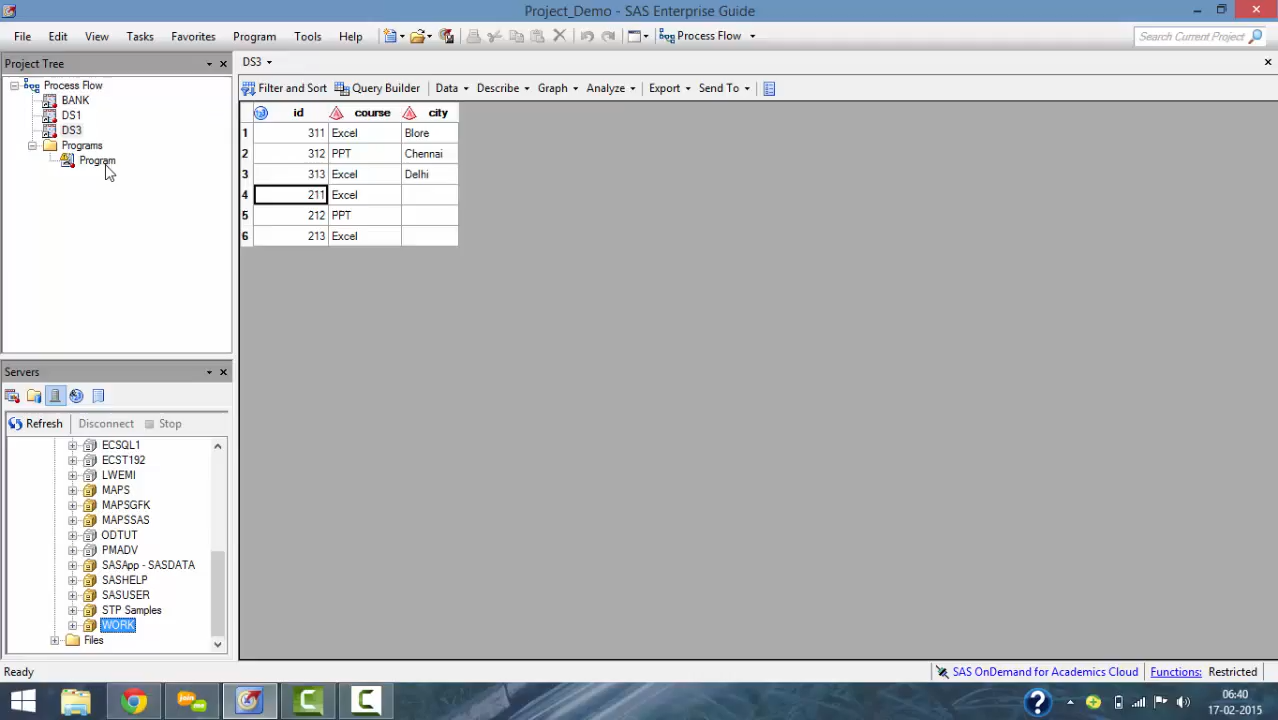 Project_Demo - SAS Enterprise Guide
File Edit View Tasks Favorites Program Tools Help Process Flow Search Current Project
Project Tree
Process Flow
BANK
DS1
DS3
Programs
Program
DS3
Filter and Sort Query Builder Data Describe Graph Analyze Export Send To
id course city
1 311 Excel Blore
2 312 PPT Chennai
3 313 Excel Delhi
4 211 Excel
5 212 PPT
6 213 Excel
Servers
Refresh Disconnect Stop
ECSQL1
ECST192
LWEMI
MAPS
MAPSGFK
MAPSSAS
ODTUT
PMADV
SASApp - SASDATA
SASHELP
SASUSER
STP Samples
WORK
Files
Ready SAS OnDemand for Academics Cloud Functions: Restricted
join me
06:40
17-02-2015